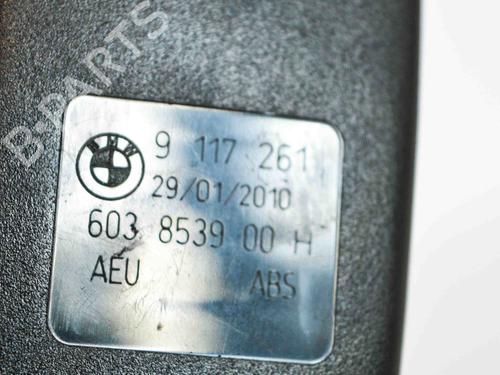 B-PARTS
BMW
9 117 261
29/01/2010
603 8539 00 H
AEU ABS